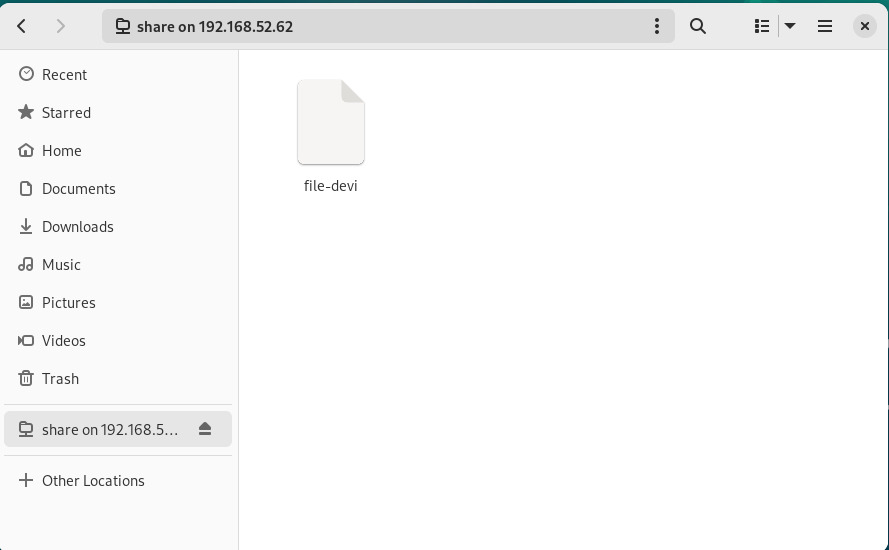 share on 192.168.52.62
Recent
Starred
Home
Documents
Downloads
Music
Pictures
Videos
Trash
share on 192.168.5…
Other Locations
file-devi